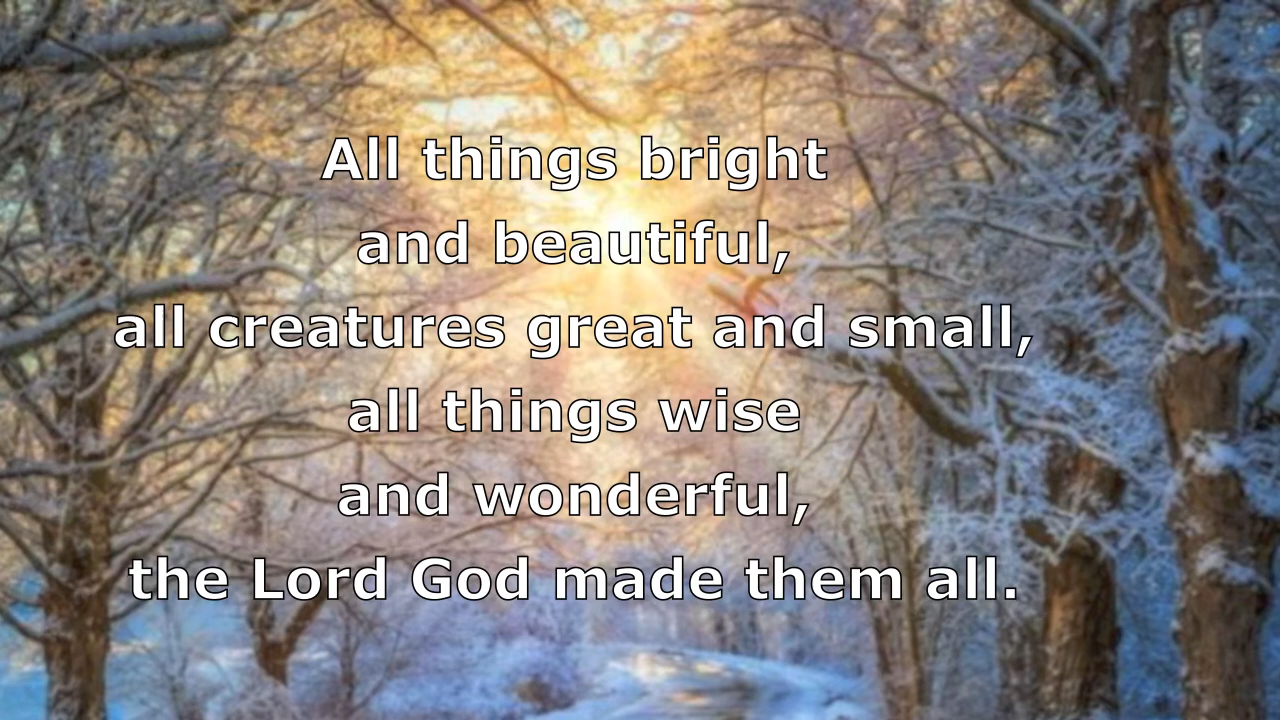 All things bright
and beautiful,
all creatures great and small,
all things wise
and wonderful,
the Lord God made them all.